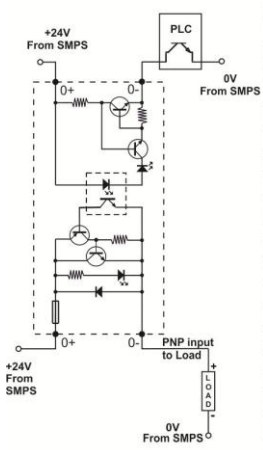 PLC
+24V
From SMPS
0+ 0-
0V
From SMPS
0+ 0-
PNP input
to Load
+24V
From
SMPS
+
LOAD
-
0V
From SMPS